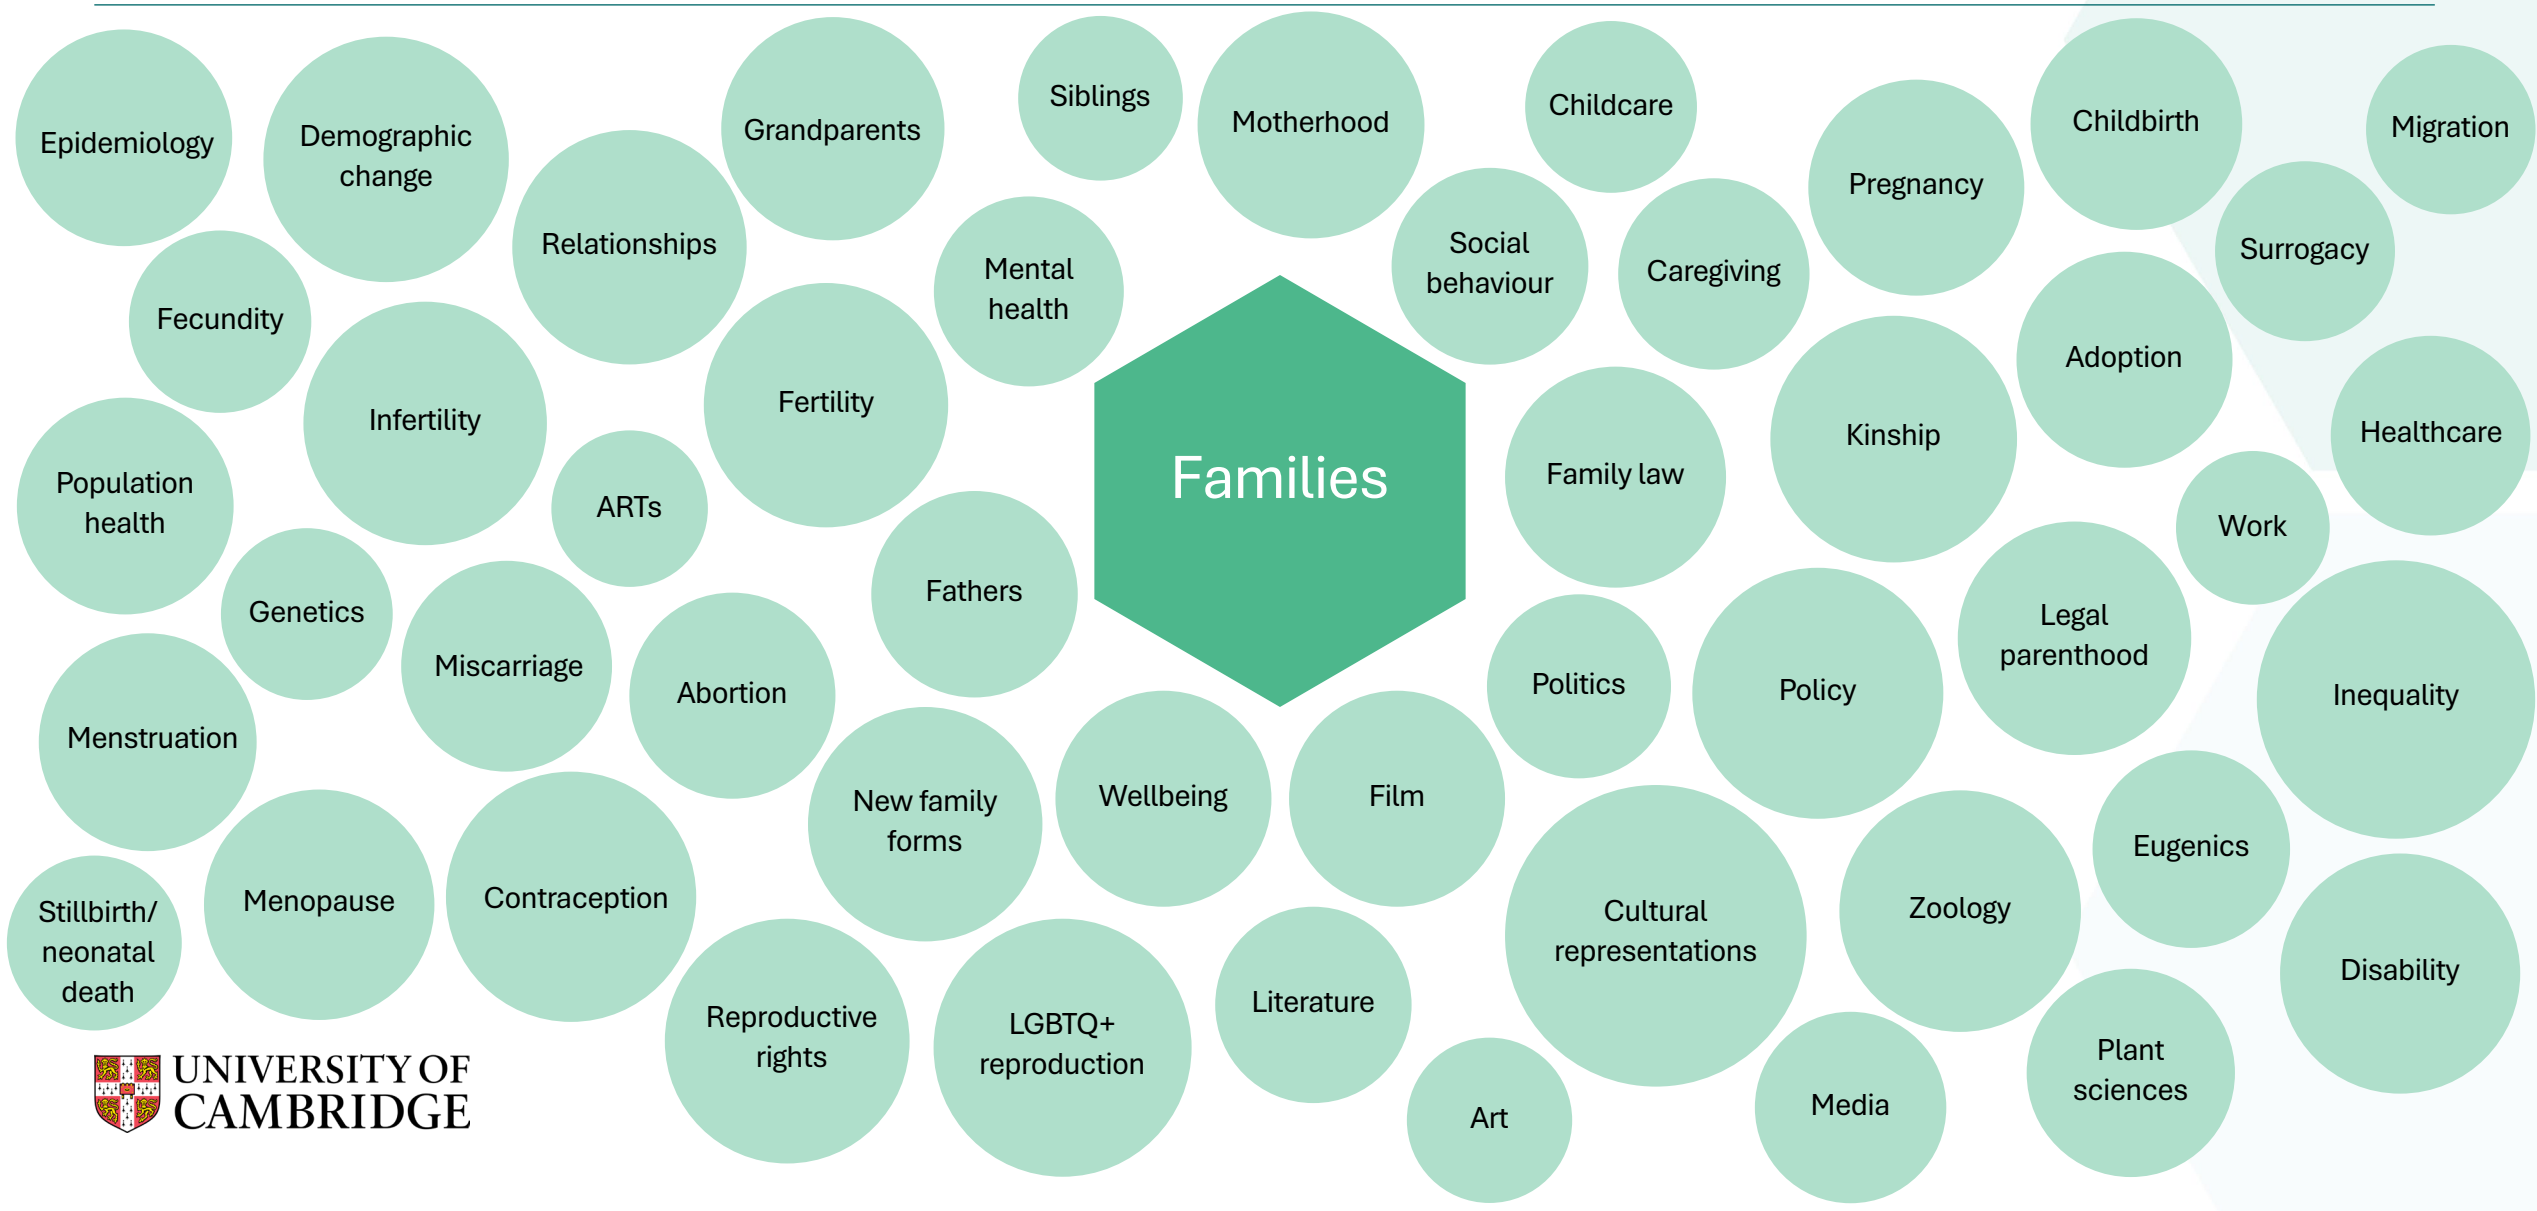 Epidemiology
Demographic
change
Grandparents
Siblings
Motherhood
Childcare
Childbirth
Migration
Relationships
Pregnancy
Mental
health
Social
behaviour
Caregiving
Surrogacy
Fecundity
Infertility
Fertility
Families
Family law
Kinship
Adoption
Healthcare
Population
health
ARTs
Work
Genetics
Miscarriage
Fathers
Legal
parenthood
Menstruation
Abortion
Politics
Policy
Inequality
New family
forms
Wellbeing
Film
Eugenics
Stillbirth/
neonatal
death
Menopause
Contraception
Cultural
representations
Zoology
Disability
Reproductive
rights
LGBTQ+
reproduction
Literature
Art
Media
Plant
sciences
UNIVERSITY OF
CAMBRIDGE